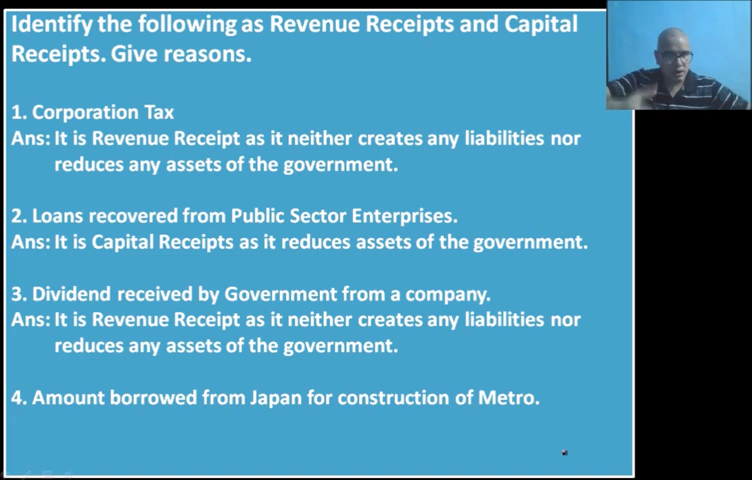 Identify the following as Revenue Receipts and Capital
Receipts. Give reasons.
1. Corporation Tax
Ans: It is Revenue Receipt as it neither creates any liabilities nor
reduces any assets of the government.
2. Loans recovered from Public Sector Enterprises.
Ans: It is Capital Receipts as it reduces assets of the government.
3. Dividend received by Government from a company.
Ans: It is Revenue Receipt as it neither creates any liabilities nor
reduces any assets of the government.
4. Amount borrowed from Japan for construction of Metro.